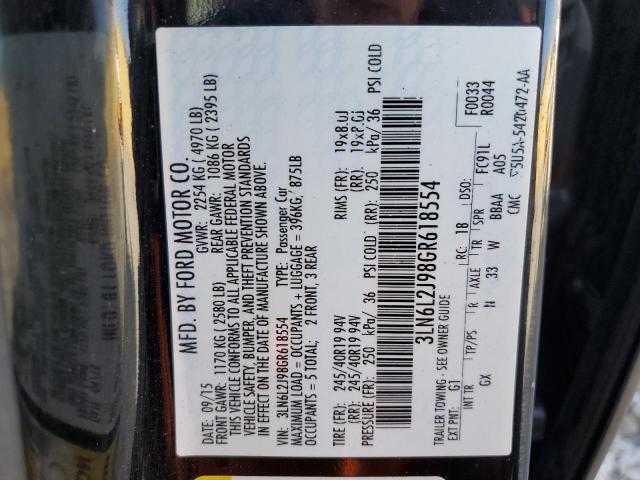 MFD. BY FORD MOTOR CO.
DATE: 09/15 GVWR: 2254 KG ( 4970 LB)
FRONT GAWR: 1170 KG ( 2580 LB) REAR GAWR: 1086 KG ( 2395 LB)
THIS VEHICLE CONFORMS TO ALL APPLICABLE FEDERAL MOTOR
VEHICLE SAFETY, BUMPER, AND THEFT PREVENTION STANDARDS
IN EFFECT ON THE DATE OF MANUFACTURE SHOWN ABOVE.
VIN: 3LN6L2J98GR618554 TYPE: Passenger Car
MAXIMUM LOAD = OCCUPANTS + LUGGAGE = 396KG/ 875LB
OCCUPANTS = 5 TOTAL; 2 FRONT, 3 REAR
TIRE (FR): 245/40R19 94V RIMS (FR): 19x8.0J
(RR): 245/40R19 94V (RR):
PRESSURE (FR): 250 kPa/ 36 PSI COLD (RR): 250 kPa/ 36 PSI COLD
3LN6L2J98GR618554
TRAILER TOWING - SEE OWNER GUIDE F0033
EXT PNT: G1 RC: 18 DSO: R0044
INT TR TP/PS R AXLE TR SPR FC91L
GX N 33 W BBAA A05
CMC